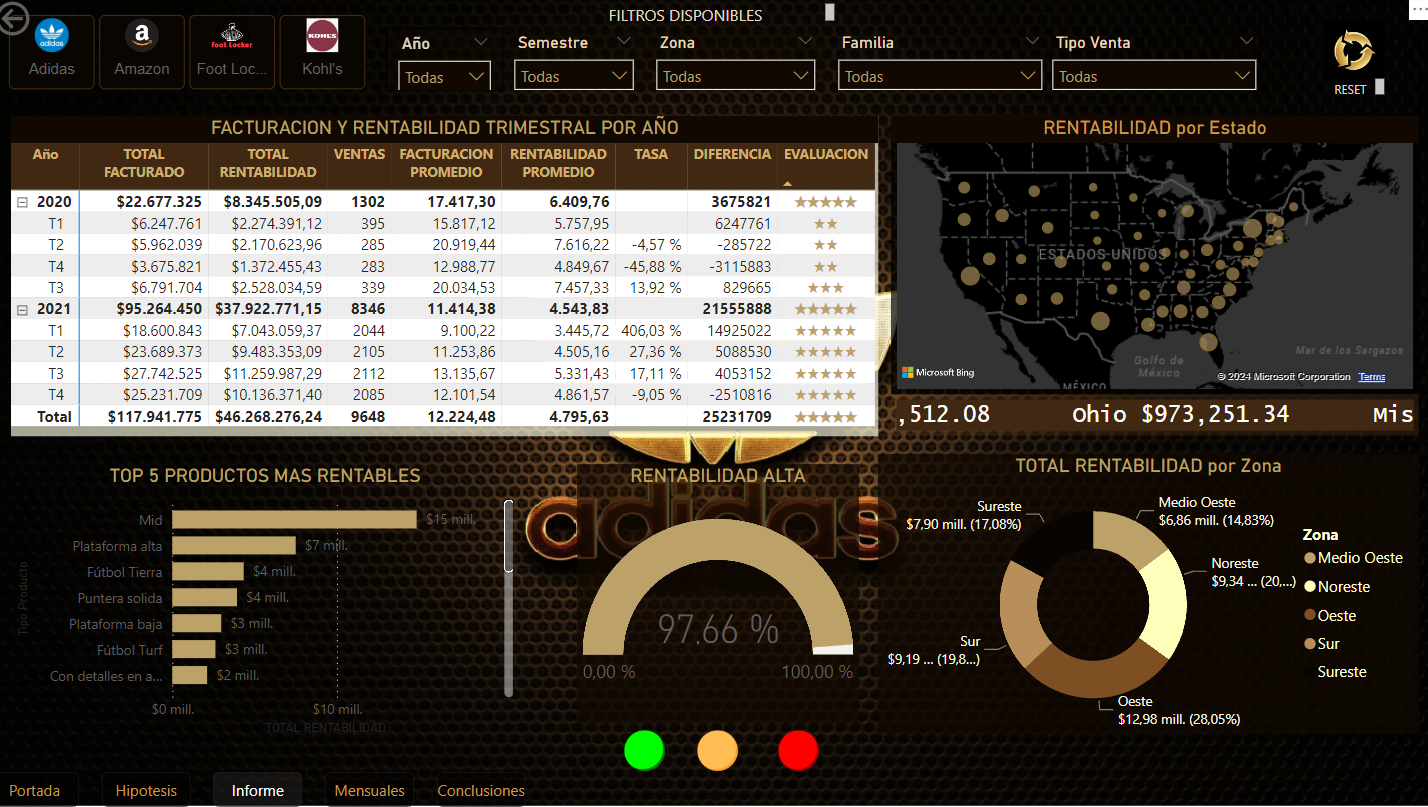 FILTROS DISPONIBLES
adidas
Adidas
a
Amazon
Foot Locker
Foot Loc...
KOHL'S
Kohl's
Año
Todas
Semestre
Todas
Zona
Todas
Familia
Todas
Tipo Venta
Todas
RESET
FACTURACION Y RENTABILIDAD TRIMESTRAL POR AÑO
Año TOTAL FACTURADO TOTAL RENTABILIDAD VENTAS FACTURACION PROMEDIO RENTABILIDAD PROMEDIO TASA DIFERENCIA EVALUACION
2020 $22.677.325 $8.345.505,09 1302 17.417,30 6.409,76 3675821 ★★★★★
T1 $6.247.761 $2.274.391,12 395 15.817,12 5.757,95 6247761 ★★
T2 $5.962.039 $2.170.623,96 285 20.919,44 7.616,22 -4,57 % -285722 ★★
T4 $3.675.821 $1.372.455,43 283 12.988,77 4.849,67 -45,88 % -3115883 ★★
T3 $6.791.704 $2.528.034,59 339 20.034,53 7.457,33 13,92 % 829665 ★★★
2021 $95.264.450 $37.922.771,15 8346 11.414,38 4.543,83 21555888 ★★★★★
T1 $18.600.843 $7.043.059,37 2044 9.100,22 3.445,72 406,03 % 14925022 ★★★★★
T2 $23.689.373 $9.483.353,09 2105 11.253,86 4.505,16 27,36 % 5088530 ★★★★★
T3 $27.742.525 $11.259.987,29 2112 13.135,67 5.331,43 17,11 % 4053152 ★★★★★
T4 $25.231.709 $10.136.371,40 2085 12.101,54 4.861,57 -9,05 % -2510816 ★★★★★
Total $117.941.775 $46.268.276,24 9648 12.224,48 4.795,63 25231709 ★★★★★
RENTABILIDAD por Estado
ESTADOS UNIDOS
Golfo de
México
Mar de los Sargazos
MÉXICO
Microsoft Bing
© 2024 Microsoft Corporation Terms
,512.08 Ohio $973,251.34 Mis
TOP 5 PRODUCTOS MAS RENTABLES
Tipo Producto
Mid $15 mill.
Plataforma alta $7 mill.
Fútbol Tierra $4 mill.
Puntera solida $4 mill.
Plataforma baja $3 mill.
Fútbol Turf $3 mill.
Con detalles en a... $2 mill.
$0 mill. $10 mill.
TOTAL RENTABILIDAD
RENTABILIDAD ALTA
adidas
97,66 %
0,00 % 100,00 %
TOTAL RENTABILIDAD por Zona
Medio Oeste
$6,86 mill. (14,83%)
Noreste
$9,34 ... (20,...)
Oeste
$12,98 mill. (28,05%)
Sur
$9,19 ... (19,8...)
Sureste
$7,90 mill. (17,08%)
Zona
Medio Oeste
Noreste
Oeste
Sur
Sureste
Portada
Hipotesis
Informe
Mensuales
Conclusiones